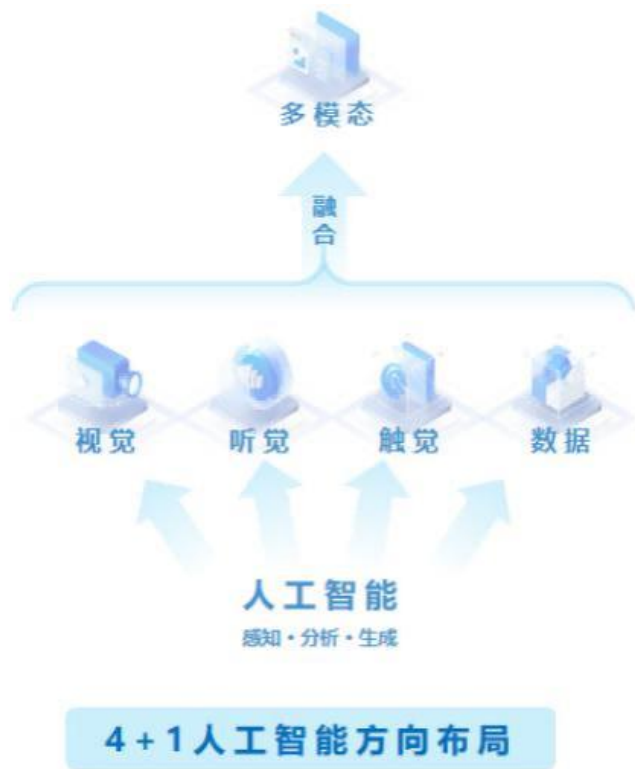 多模态
融合
视觉 听觉 触觉 数据
人工智能
感知·分析·生成
4+1人工智能方向布局